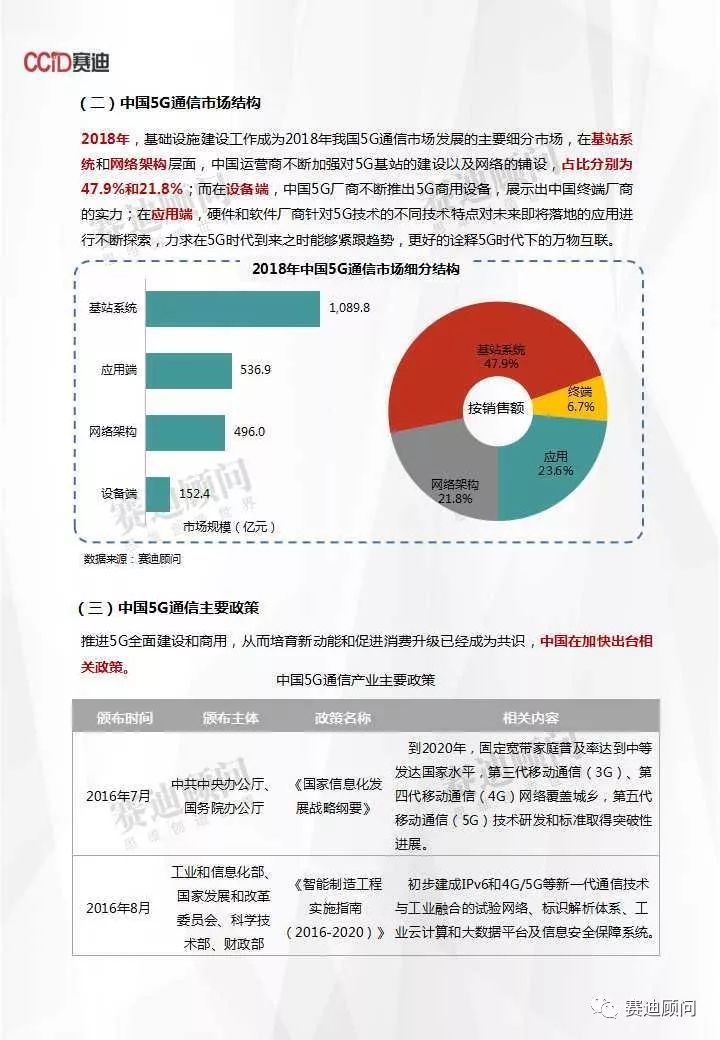 CCID赛迪
（二）中国5G通信市场结构
2018年，基础设施建设工作成为2018年我国5G通信市场发展的主要细分市场，在基站系
统和网络架构层面，中国运营商不断加强对5G基站的建设以及网络的铺设，占比分别为
47.9%和21.8%；而在设备端，中国5G厂商不断推出5G商用设备，展示出中国终端厂商
的实力；在应用端，硬件和软件厂商针对5G技术的不同技术特点对未来即将落地的应用进
行不断探索，力求在5G时代到来之时能够紧跟趋势，更好的诠释5G时代下的万物互联。
2018年中国5G通信市场细分结构
基站系统
1,089.8
应用端
536.9
网络架构
496.0
设备端
152.4
市场规模（亿元）
基站系统
47.9%
终端
6.7%
按销售额
应用
23.6%
网络架构
21.8%
数据来源：赛迪顾问
（三）中国5G通信主要政策
推进5G全面建设和商用，从而培育新动能和促进消费升级已经成为共识，中国在加快出台相
关政策。
中国5G通信产业主要政策
颁布时间 颁布主体 政策名称 相关内容
2016年7月
中共中央办公厅、
国务院办公厅
《国家信息化发
展战略纲要》
到2020年，固定宽带家庭普及率达到中等
发达国家水平，第三代移动通信（3G）、第
四代移动通信（4G）网络覆盖城乡，第五代
移动通信（5G）技术研发和标准取得突破性
进展。
2016年8月
工业和信息化部、
国家发展和改革
委员会、科学技
术部、财政部
《智能制造工程
实施指南
（2016-2020）》
初步建成IPv6和4G/5G等新一代通信技术
与工业融合的试验网络、标识解析体系、工
业云计算和大数据平台及信息安全保障系统。
赛迪顾问
思维创造世界
赛迪顾问